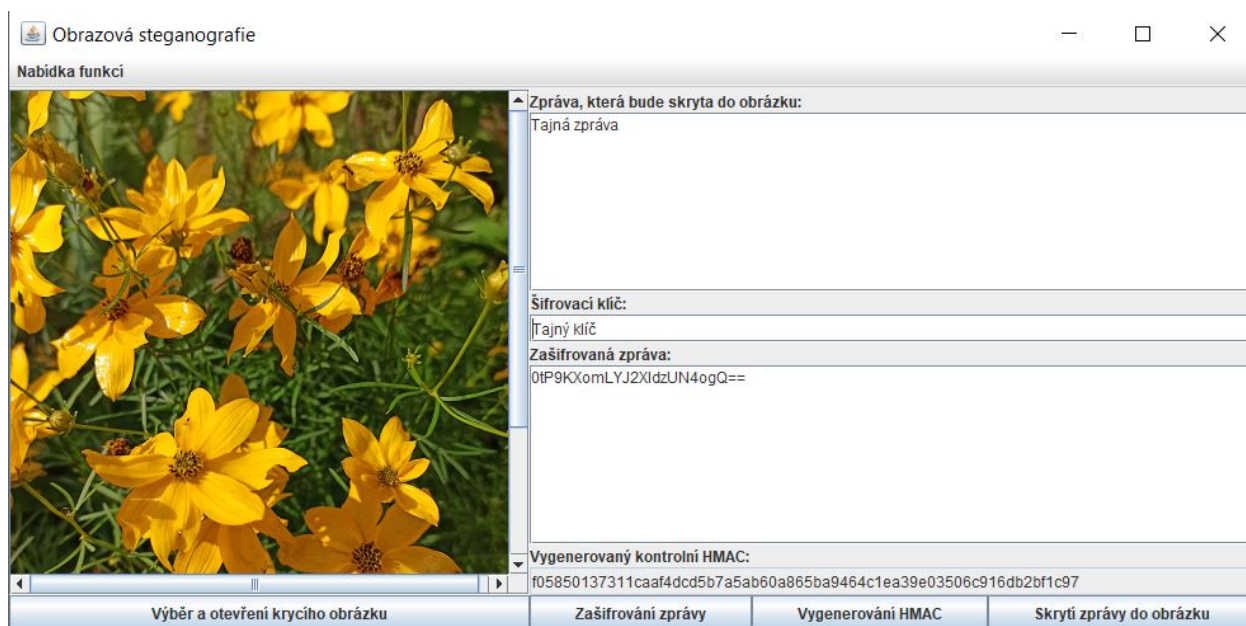 Obrazová steganografie
Nabídka funkcí
Zpráva, která bude skryta do obrázku:
Tajná zpráva
Šifrovací klíč:
Tajný klíč
Zašifrovaná zpráva:
0tP9KXomLYJ2XIdzUN4ogQ==
Vygenerovaný kontrolní HMAC:
f05850137311caaf4dcd5b7a5ab60a865ba9464c1ea39e03506c916db2bf1c97
Výběr a otevření krycího obrázku
Zašifrování zprávy
Vygenerování HMAC
Skrytí zprávy do obrázku